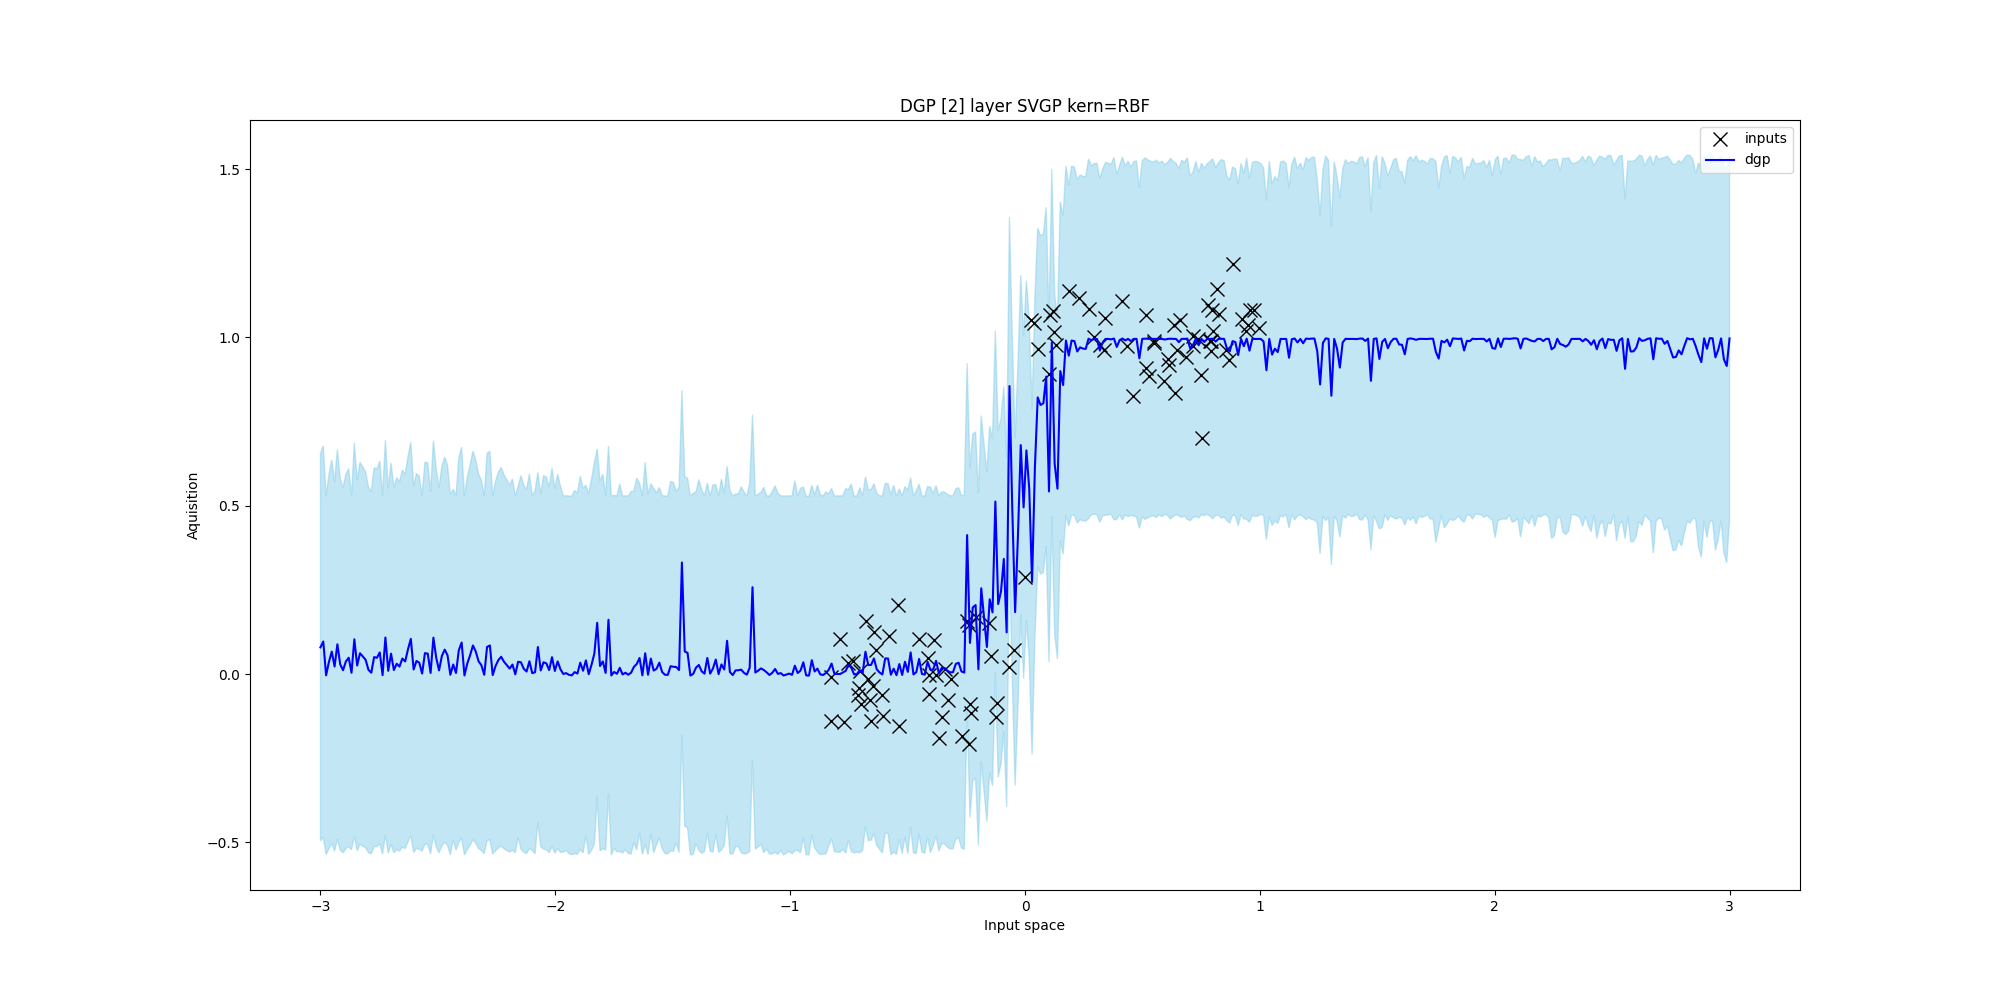 DGP [2] layer SVGP kern=RBF
inputs
dgp
1.5
1.0
0.5
0.0
−0.5
Aquisition
−3
−2
−1
0
1
2
3
Input space